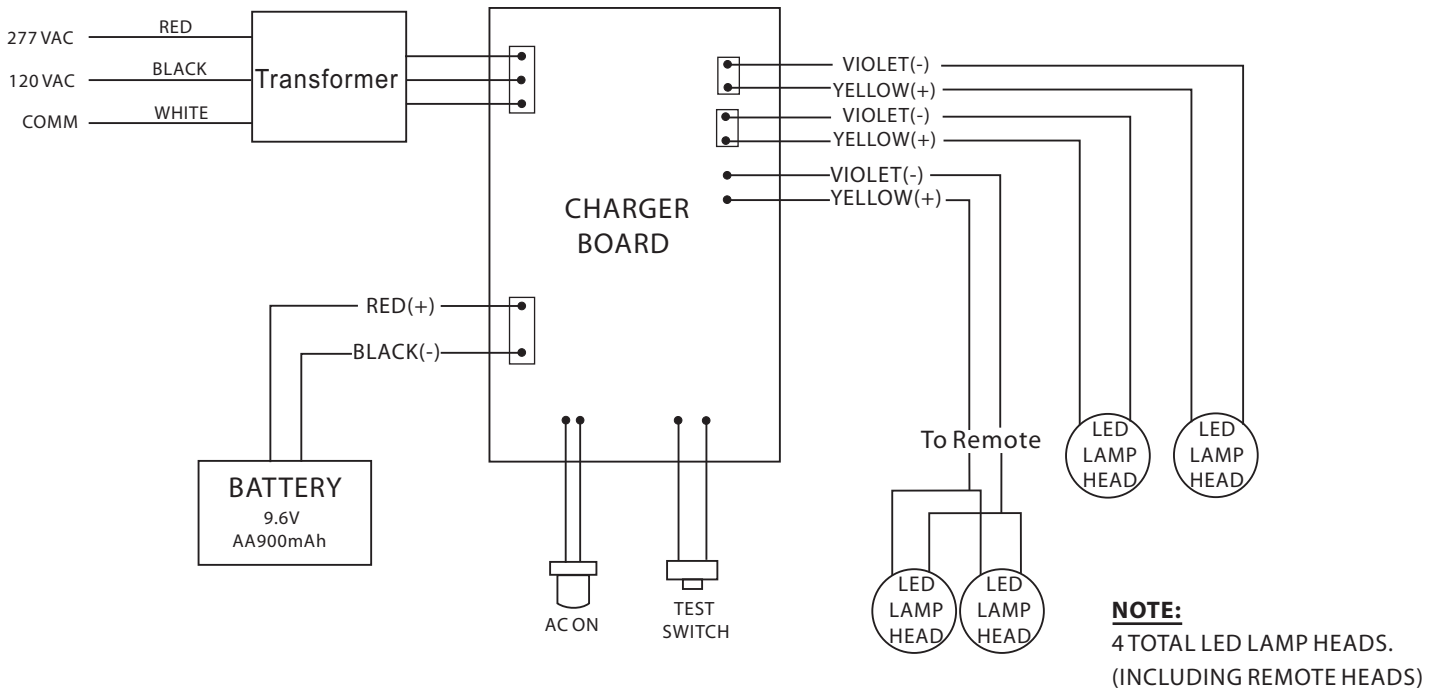 277 VAC
RED
120 VAC
BLACK
COMM
WHITE
Transformer
CHARGER
BOARD
VIOLET(-)
YELLOW(+)
VIOLET(-)
YELLOW(+)
VIOLET(-)
YELLOW(+)
RED(+)
BLACK(-)
BATTERY
9.6V
AA900mAh
AC ON
TEST
SWITCH
To Remote
LED
LAMP
HEAD
LED
LAMP
HEAD
LED
LAMP
HEAD
LED
LAMP
HEAD
NOTE:
4 TOTAL LED LAMP HEADS.
(INCLUDING REMOTE HEADS)